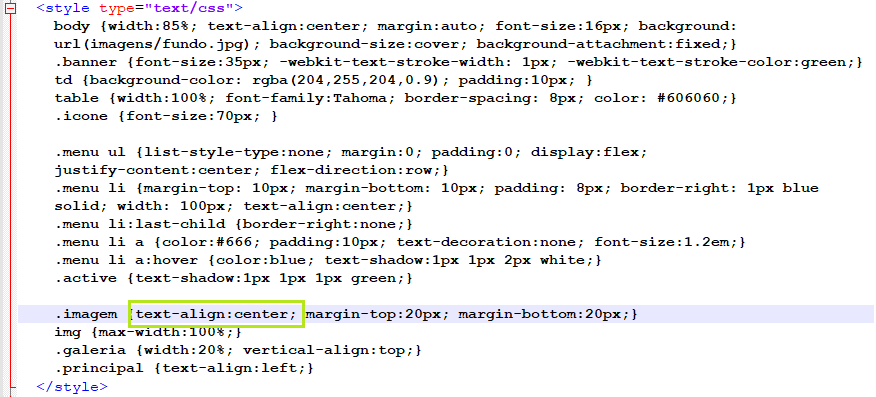 <style type="text/css">
body {width:85%; text-align:center; margin:auto; font-size:16px; background:
url(imagens/fundo.jpg); background-size:cover; background-attachment:fixed;}
.banner {font-size:35px; -webkit-text-stroke-width: 1px; -webkit-text-stroke-color:green;}
td {background-color: rgba(204,255,204,0.9); padding:10px; }
table {width:100%; font-family:Tahoma; border-spacing: 8px; color: #606060;}
.icone {font-size:70px; }
.menu ul {list-style-type:none; margin:0; padding:0; display:flex;
justify-content:center; flex-direction:row;}
.menu li {margin-top: 10px; margin-bottom: 10px; padding: 8px; border-right: 1px blue
solid; width: 100px; text-align:center;}
.menu li:last-child {border-right:none;}
.menu li a {color:#666; padding:10px; text-decoration:none; font-size:1.2em;}
.menu li a:hover {color:blue; text-shadow:1px 1px 2px white;}
.active {text-shadow:1px 1px 1px green;}
.imagem {text-align:center; margin-top:20px; margin-bottom:20px;}
img {max-width:100%;}
.galeria {width:20%; vertical-align:top;}
.principal {text-align:left;}
</style>